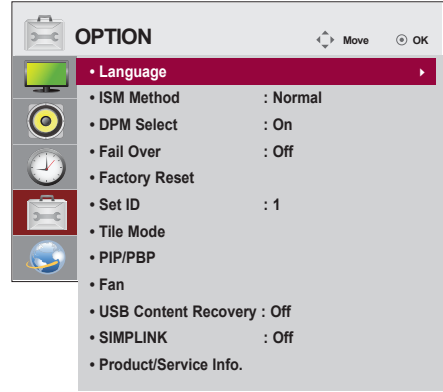 OPTION Move OK
• Language
• ISM Method : Normal
• DPM Select : On
• Fail Over : Off
• Factory Reset
• Set ID : 1
• Tile Mode
• PIP/PBP
• Fan
• USB Content Recovery : Off
• SIMPLINK : Off
• Product/Service Info.